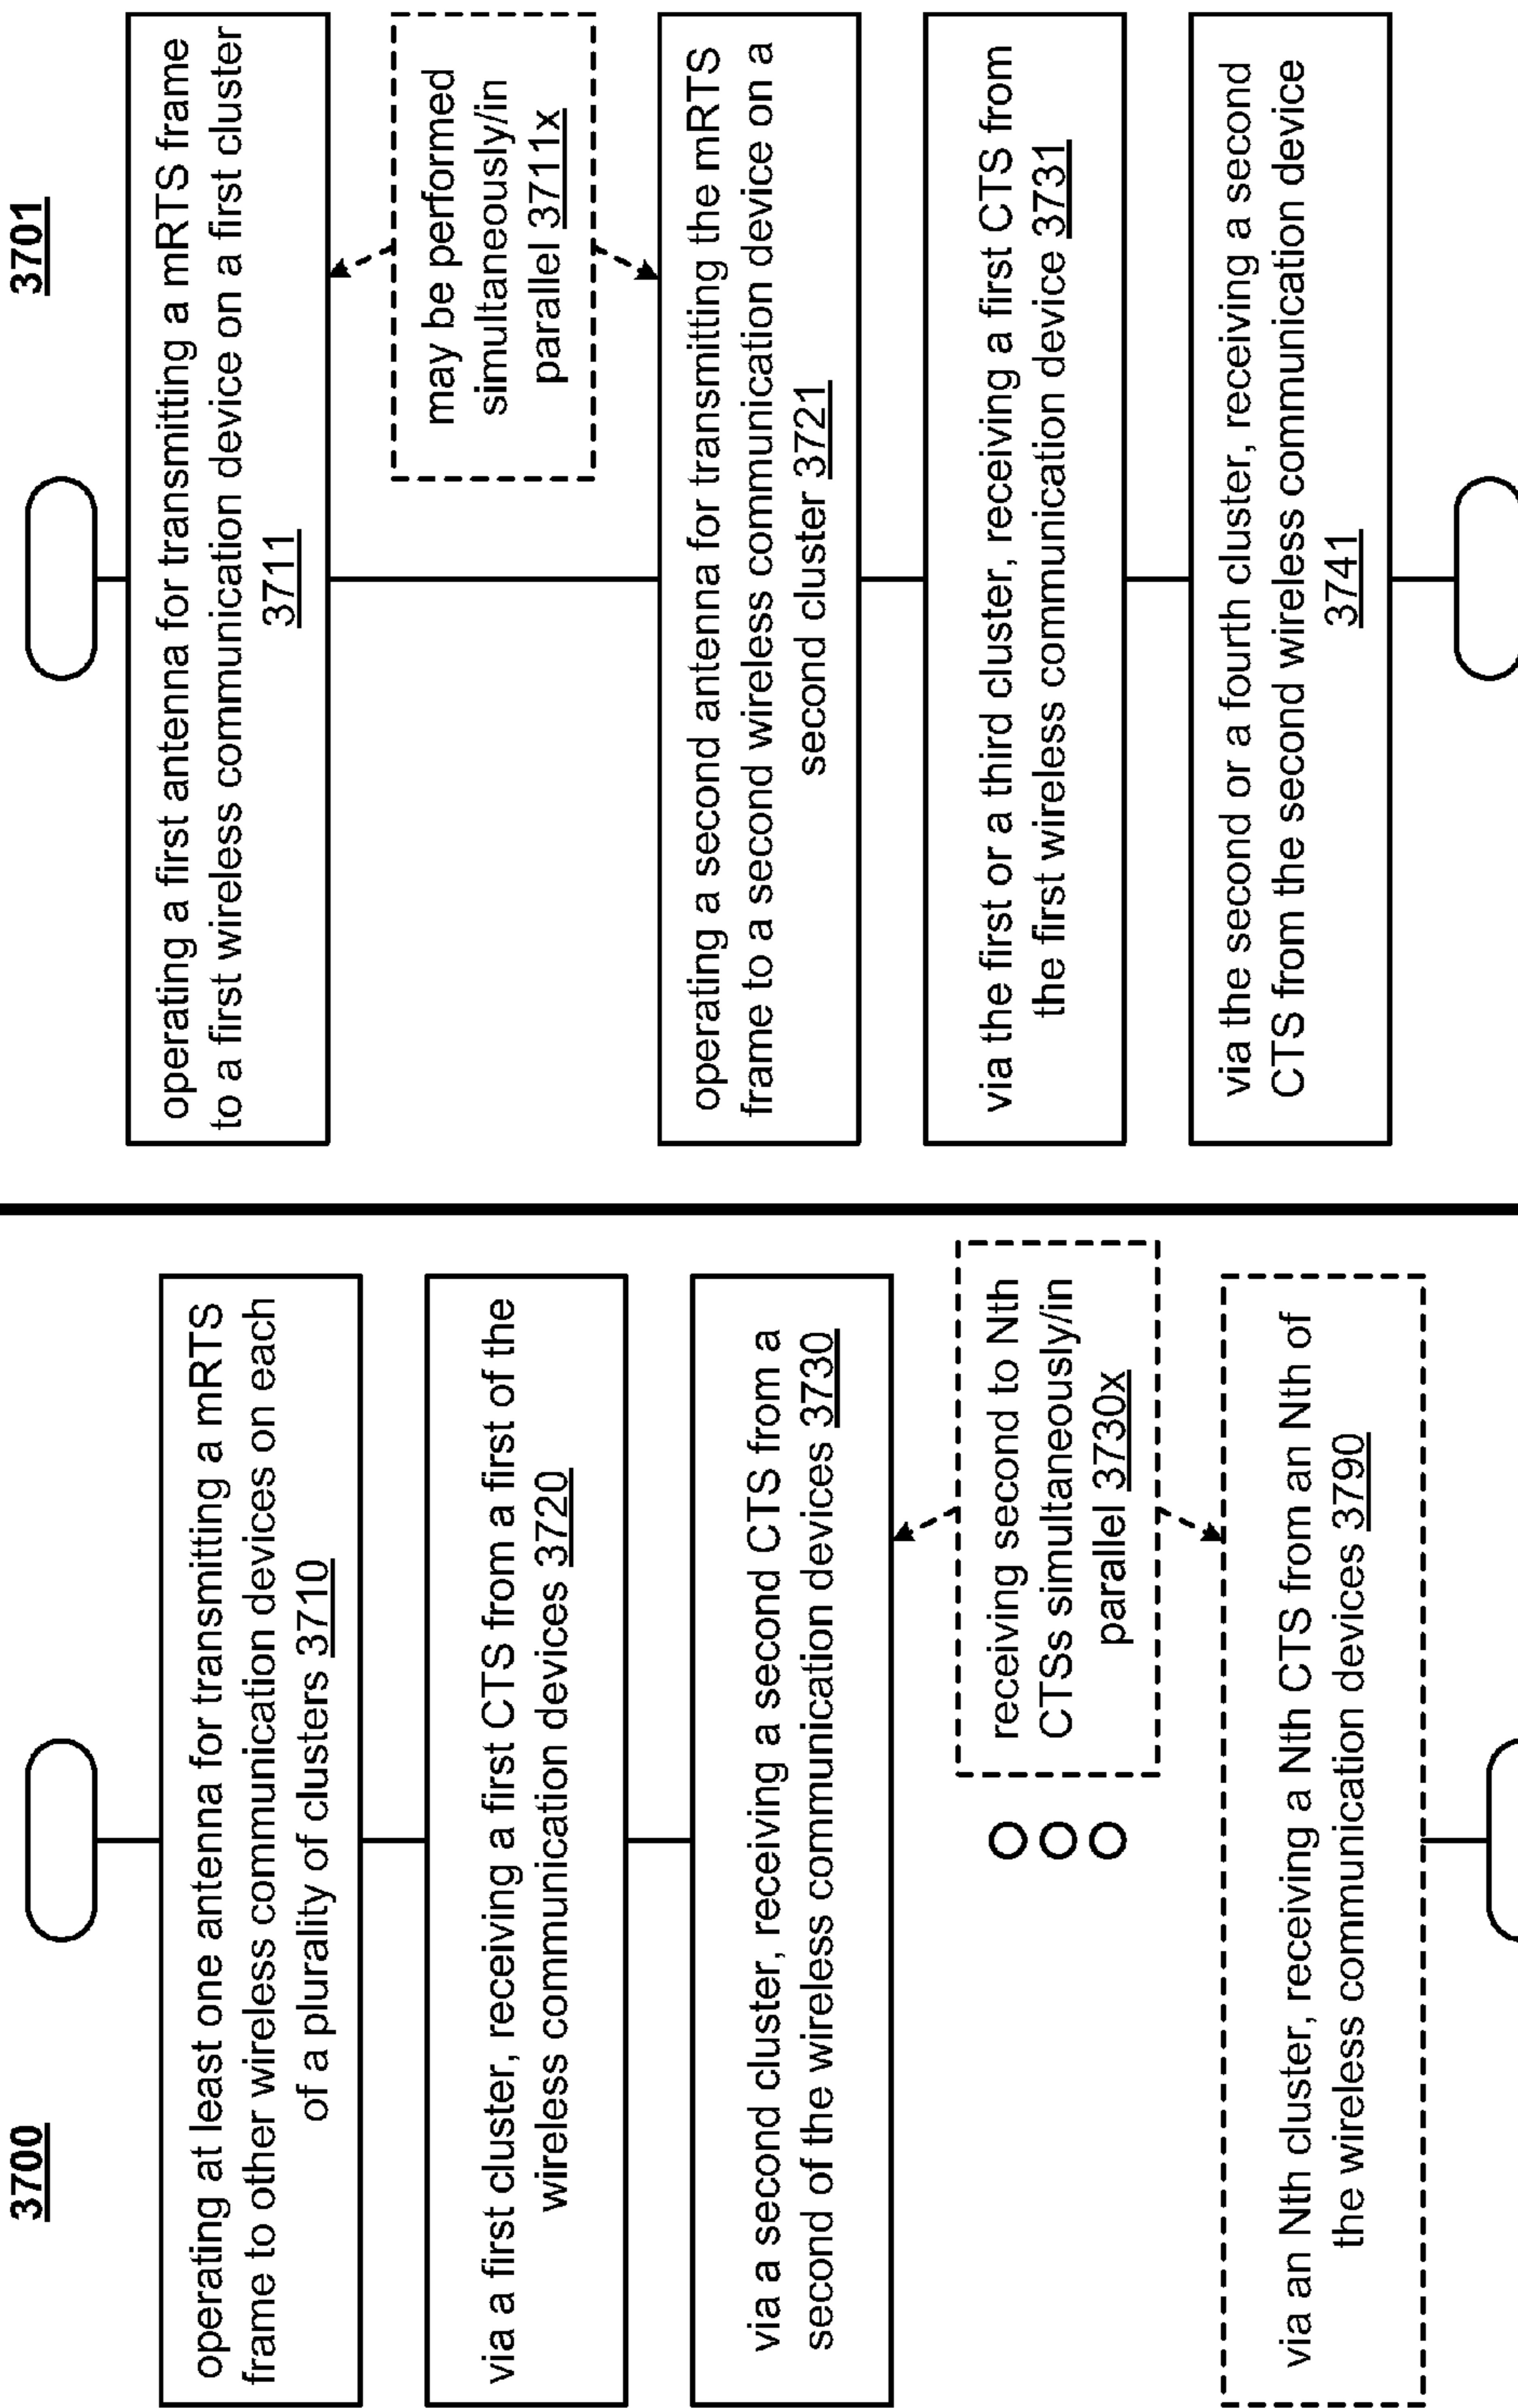 3700
operating at least one antenna for transmitting a mRTS
frame to other wireless communication devices on each
of a plurality of clusters 3710
via a first cluster, receiving a first CTS from a first of the
wireless communication devices 3720
via a second cluster, receiving a second CTS from a
second of the wireless communication devices 3730
receiving second to Nth
CTSs simultaneously/in
parallel 3730x
via an Nth cluster, receiving a Nth CTS from an Nth of
the wireless communication devices 3790
3701
operating a first antenna for transmitting a mRTS frame
to a first wireless communication device on a first cluster
3711
may be performed
simultaneously/in
parallel 3711x
operating a second antenna for transmitting the mRTS
frame to a second wireless communication device on a
second cluster 3721
via the first or a third cluster, receiving a first CTS from
the first wireless communication device 3731
via the second or a fourth cluster, receiving a second
CTS from the second wireless communication device
3741